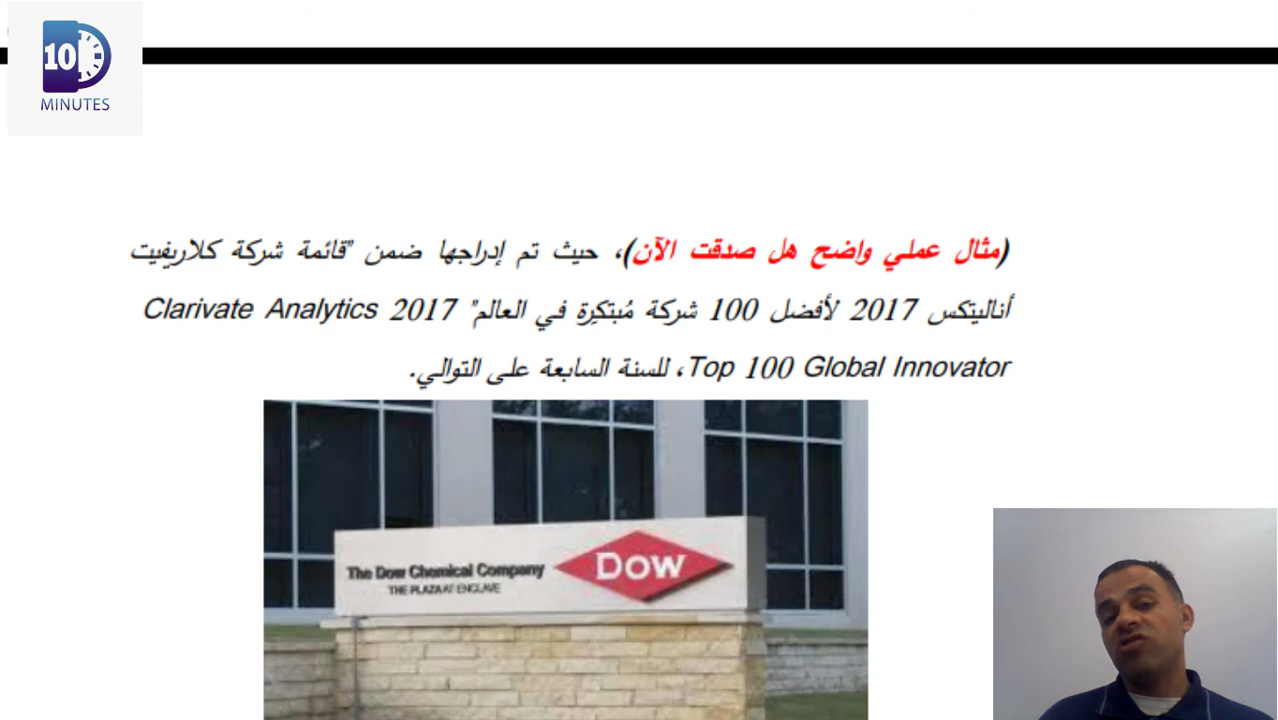 10
MINUTES
(مثال عملي واضح هل صدقت الآن)، حيث تم إدراجها ضمن "قائمة شركة كلاريفيت
أناليتكس 2017 لأفضل 100 شركة مُبتكِرة في العالم" Clarivate Analytics 2017
Top 100 Global Innovator، للسنة السابعة على التوالي.
The Dow Chemical Company
THE PLAZA AT ENCLAVE
Dow